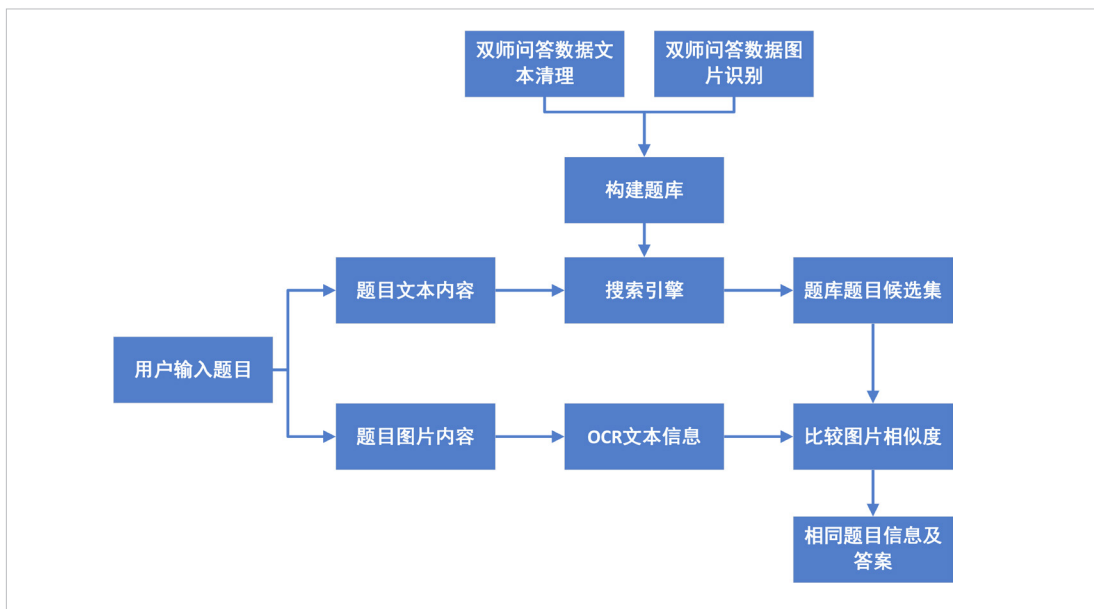 双师问答数据文
本清理
双师问答数据图
片识别
构建题库
题目文本内容
搜索引擎
题库题目候选集
用户输入题目
题目图片内容
OCR文本信息
比较图片相似度
相同题目信息及
答案